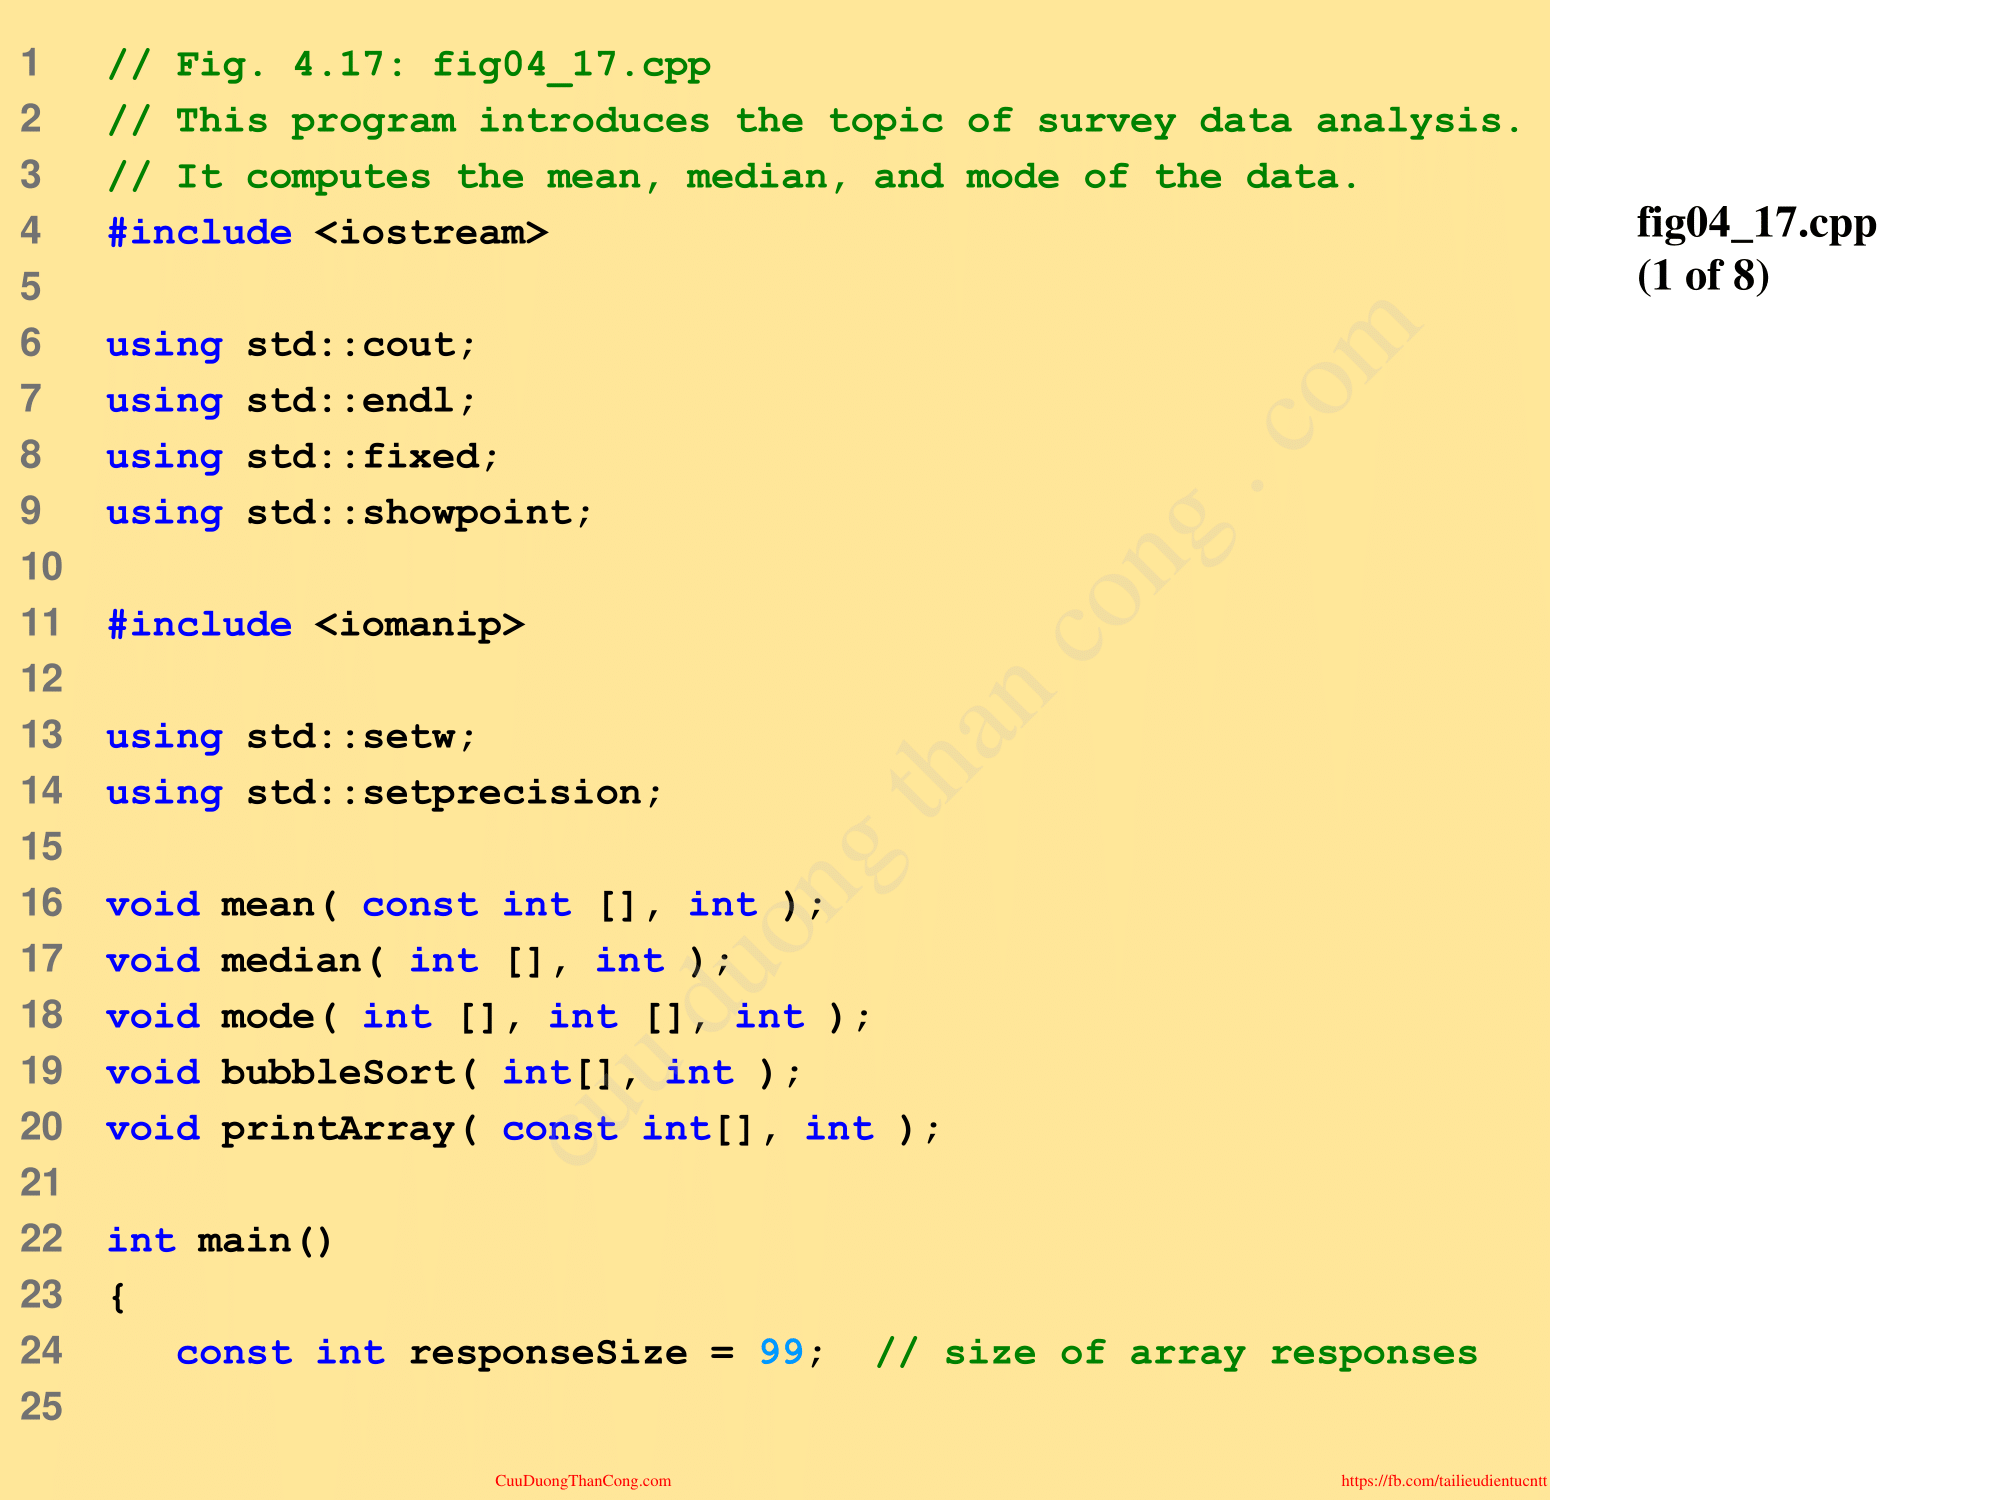 1 // Fig. 4.17: fig04_17.cpp
2 // This program introduces the topic of survey data analysis.
3 // It computes the mean, median, and mode of the data.
4 #include <iostream>
5
6 using std::cout;
7 using std::endl;
8 using std::fixed;
9 using std::showpoint;
10
11 #include <iomanip>
12
13 using std::setw;
14 using std::setprecision;
15
16 void mean( const int [], int );
17 void median( int [], int );
18 void mode( int [], int [], int );
19 void bubbleSort( int[], int );
20 void printArray( const int[], int );
21
22 int main()
23 {
24    const int responseSize = 99;  // size of array responses
25
fig04_17.cpp
(1 of 8)
cuu duong than cong . com
CuuDuongThanCong.com
https://fb.com/tailieudientucntt